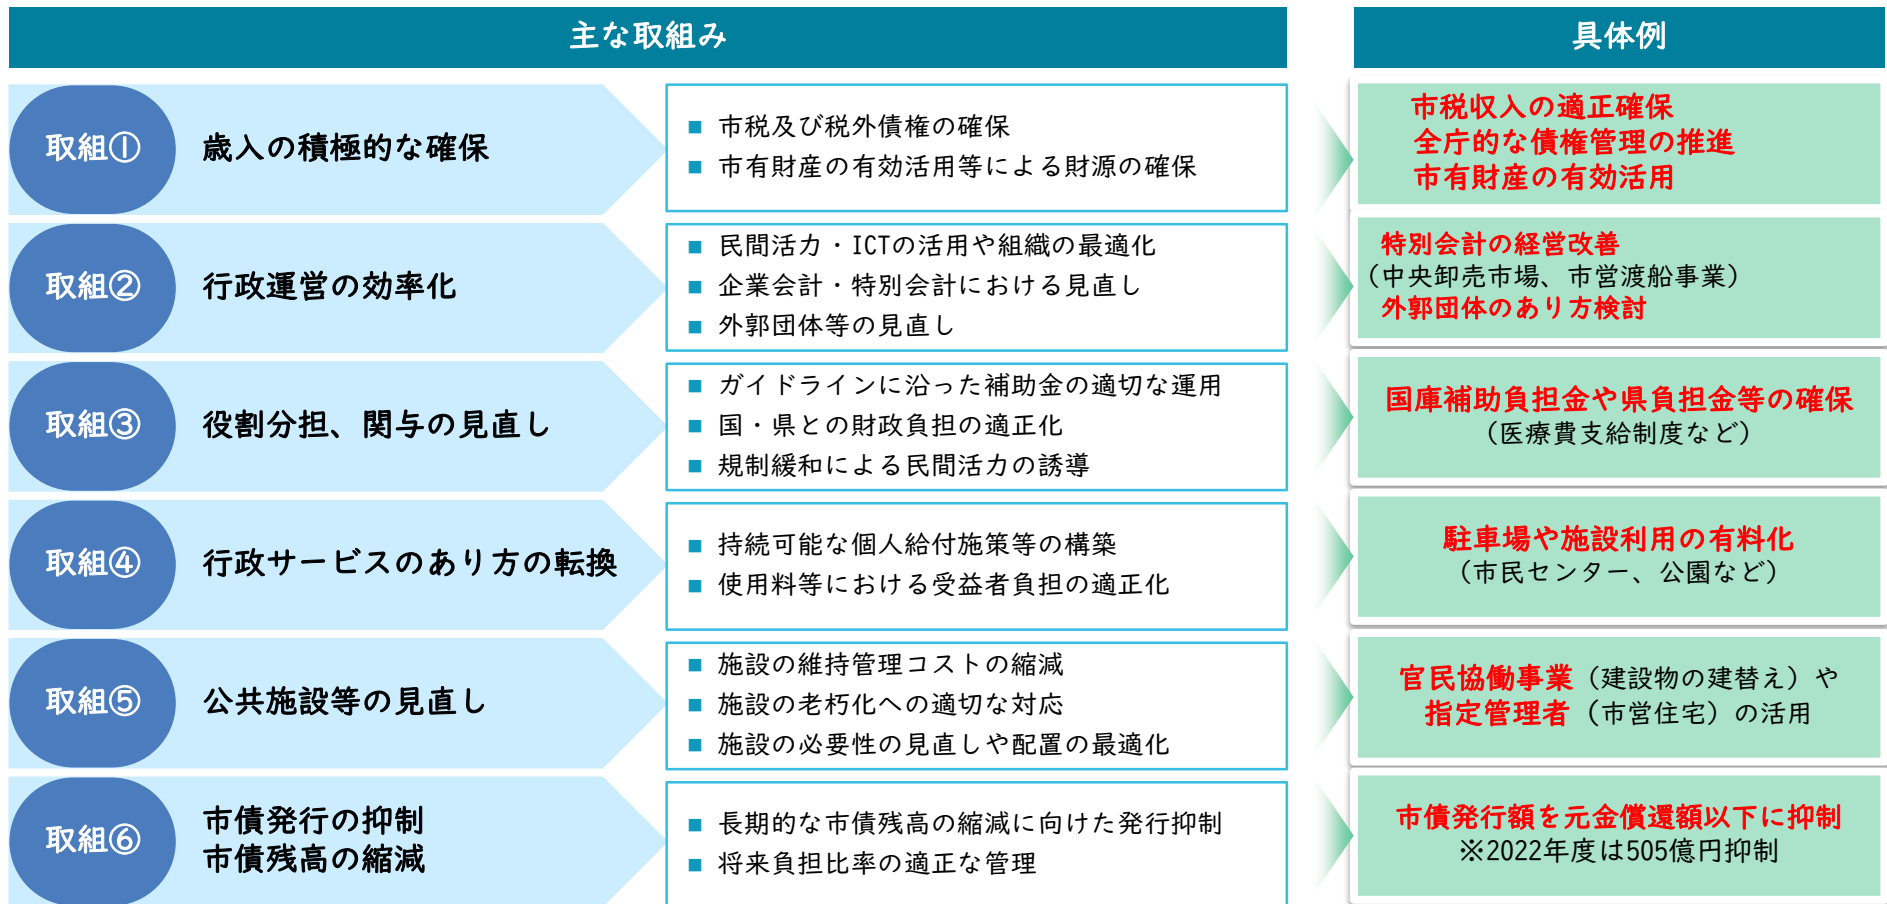 主な取組み
具体例
取組①
歳入の積極的な確保
■ 市税及び税外債権の確保
■ 市有財産の有効活用等による財源の確保
市税収入の適正確保
全庁的な債権管理の推進
市有財産の有効活用
取組②
行政運営の効率化
■ 民間活力・ICTの活用や組織の最適化
■ 企業会計・特別会計における見直し
■ 外郭団体等の見直し
特別会計の経営改善
（中央卸売市場、市営渡船事業）
外郭団体のあり方検討
取組③
役割分担、関与の見直し
■ ガイドラインに沿った補助金の適切な運用
■ 国・県との財政負担の適正化
■ 規制緩和による民間活力の誘導
国庫補助負担金や県負担金等の確保
（医療費支給制度など）
取組④
行政サービスのあり方の転換
■ 持続可能な個人給付施策等の構築
■ 使用料等における受益者負担の適正化
駐車場や施設利用の有料化
（市民センター、公園など）
取組⑤
公共施設等の見直し
■ 施設の維持管理コストの縮減
■ 施設の老朽化への適切な対応
■ 施設の必要性の見直しや配置の最適化
官民協働事業（建設物の建替え）や
指定管理者（市営住宅）の活用
取組⑥
市債発行の抑制
市債残高の縮減
■ 長期的な市債残高の縮減に向けた発行抑制
■ 将来負担比率の適正な管理
市債発行額を元金償還額以下に抑制
※2022年度は505億円抑制